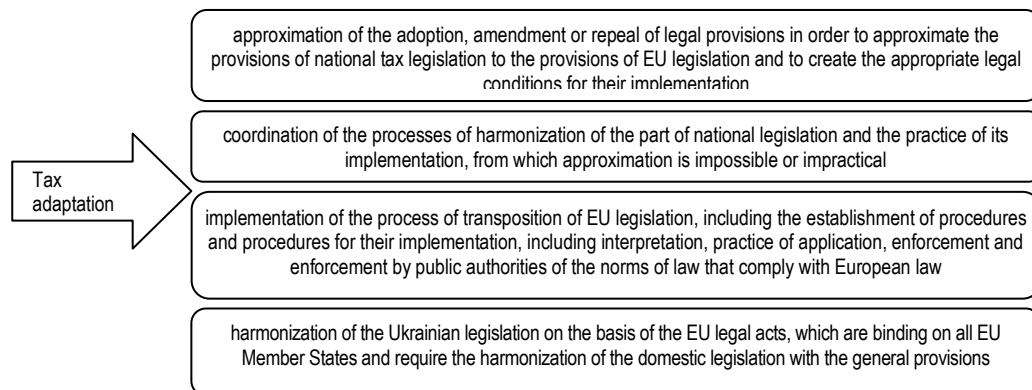 approximation of the adoption, amendment or repeal of legal provisions in order to approximate the
provisions of national tax legislation to the provisions of EU legislation and to create the appropriate legal
conditions for their implementation
coordination of the processes of harmonization of the part of national legislation and the practice of its
implementation, from which approximation is impossible or impractical
Tax
adaptation
implementation of the process of transposition of EU legislation, including the establishment of procedures
and procedures for their implementation, including interpretation, practice of application, enforcement and
enforcement by public authorities of the norms of law that comply with European law
harmonization of the Ukrainian legislation on the basis of the EU legal acts, which are binding on all EU
Member States and require the harmonization of the domestic legislation with the general provisions